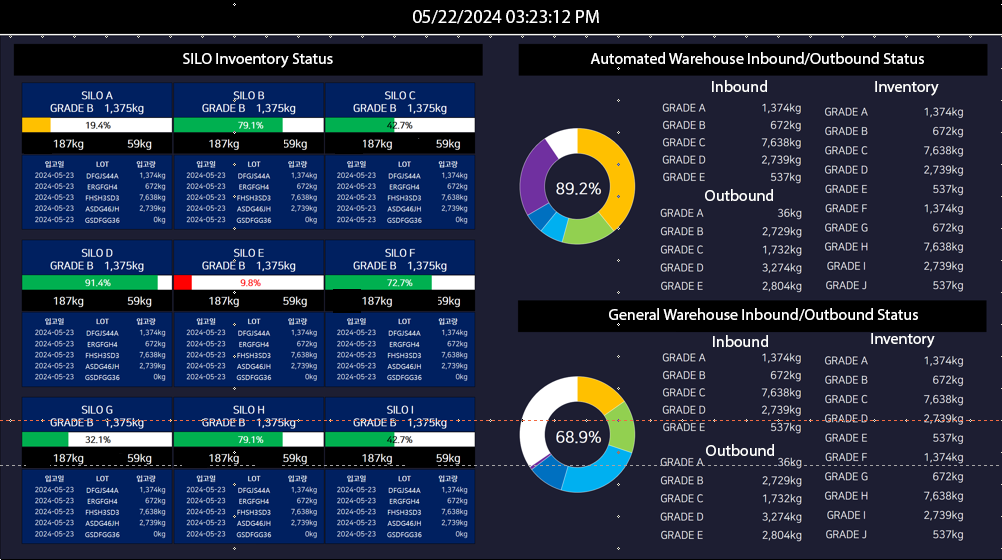 05/22/2024 03:23:12 PM
SILO Invoentory Status
SILO A
GRADE B 1,375kg
19.4%
187kg 59kg
입고일 LOT 입고량
2024-05-23 DFGJS44A 1,374kg
2024-05-23 ERGFGH4 672kg
2024-05-23 FHSH3SD3 7,638kg
2024-05-23 ASDG46JH 2,739kg
2024-05-23 GSDFGG36 0kg
SILO B
GRADE B 1,375kg
79.1%
187kg 59kg
입고일 LOT 입고량
2024-05-23 DFGJS44A 1,374kg
2024-05-23 ERGFGH4 672kg
2024-05-23 FHSH3SD3 7,638kg
2024-05-23 ASDG46JH 2,739kg
2024-05-23 GSDFGG36 0kg
SILO C
GRADE B 1,375kg
42.7%
187kg 59kg
입고일 LOT 입고량
2024-05-23 DFGJS44A 1,374kg
2024-05-23 ERGFGH4 672kg
2024-05-23 FHSH3SD3 7,638kg
2024-05-23 ASDG46JH 2,739kg
2024-05-23 GSDFGG36 0kg
SILO D
GRADE B 1,375kg
91.4%
187kg 59kg
입고일 LOT 입고량
2024-05-23 DFGJS44A 1,374kg
2024-05-23 ERGFGH4 672kg
2024-05-23 FHSH3SD3 7,638kg
2024-05-23 ASDG46JH 2,739kg
2024-05-23 GSDFGG36 0kg
SILO E
GRADE B 1,375kg
9.8%
187kg 59kg
입고일 LOT 입고량
2024-05-23 DFGJS44A 1,374kg
2024-05-23 ERGFGH4 672kg
2024-05-23 FHSH3SD3 7,638kg
2024-05-23 ASDG46JH 2,739kg
2024-05-23 GSDFGG36 0kg
SILO F
GRADE B 1,375kg
72.7%
187kg 59kg
입고일 LOT 입고량
2024-05-23 DFGJS44A 1,374kg
2024-05-23 ERGFGH4 672kg
2024-05-23 FHSH3SD3 7,638kg
2024-05-23 ASDG46JH 2,739kg
2024-05-23 GSDFGG36 0kg
SILO G
GRADE B 1,375kg
32.1%
187kg 59kg
입고일 LOT 입고량
2024-05-23 DFGJS44A 1,374kg
2024-05-23 ERGFGH4 672kg
2024-05-23 FHSH3SD3 7,638kg
2024-05-23 ASDG46JH 2,739kg
2024-05-23 GSDFGG36 0kg
SILO H
GRADE B 1,375kg
79.1%
187kg 59kg
입고일 LOT 입고량
2024-05-23 DFGJS44A 1,374kg
2024-05-23 ERGFGH4 672kg
2024-05-23 FHSH3SD3 7,638kg
2024-05-23 ASDG46JH 2,739kg
2024-05-23 GSDFGG36 0kg
SILO I
GRADE B 1,375kg
42.7%
187kg 59kg
입고일 LOT 입고량
2024-05-23 DFGJS44A 1,374kg
2024-05-23 ERGFGH4 672kg
2024-05-23 FHSH3SD3 7,638kg
2024-05-23 ASDG46JH 2,739kg
2024-05-23 GSDFGG36 0kg
Automated Warehouse Inbound/Outbound Status
89.2%
Inbound
GRADE A 1,374kg
GRADE B 672kg
GRADE C 7,638kg
GRADE D 2,739kg
GRADE E 537kg
Outbound
GRADE A 36kg
GRADE B 2,729kg
GRADE C 1,732kg
GRADE D 3,274kg
GRADE E 2,804kg
Inventory
GRADE A 1,374kg
GRADE B 672kg
GRADE C 7,638kg
GRADE D 2,739kg
GRADE E 537kg
GRADE F 1,374kg
GRADE G 672kg
GRADE H 7,638kg
GRADE I 2,739kg
GRADE J 537kg
General Warehouse Inbound/Outbound Status
68.9%
Inbound
GRADE A 1,374kg
GRADE B 672kg
GRADE C 7,638kg
GRADE D 2,739kg
GRADE E 537kg
Outbound
GRADE A 36kg
GRADE B 2,729kg
GRADE C 1,732kg
GRADE D 3,274kg
GRADE E 2,804kg
Inventory
GRADE A 1,374kg
GRADE B 672kg
GRADE C 7,638kg
GRADE D 2,739kg
GRADE E 537kg
GRADE F 1,374kg
GRADE G 672kg
GRADE H 7,638kg
GRADE I 2,739kg
GRADE J 537kg